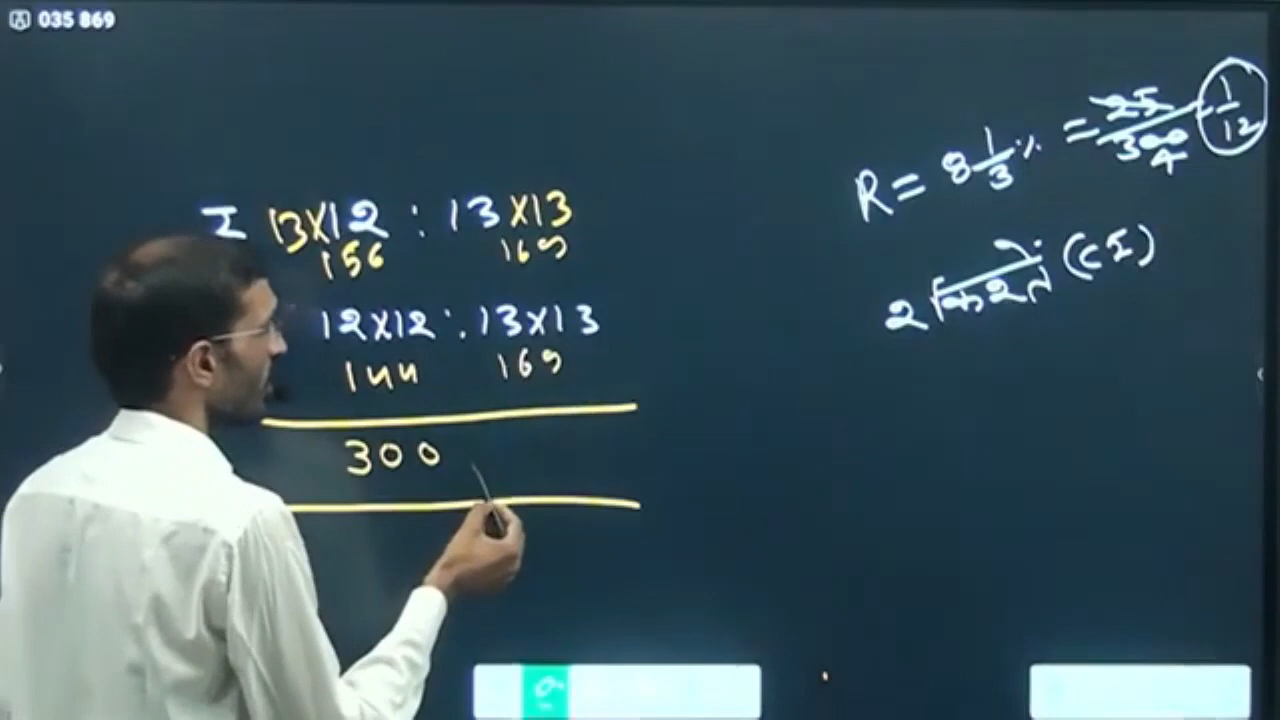 035 869
R = 8 1/3 % = 25/300 4 = 1/12
I 13×12 : 13×13
156 169
2 (CI)
12×12 : 13×13
144 169
300